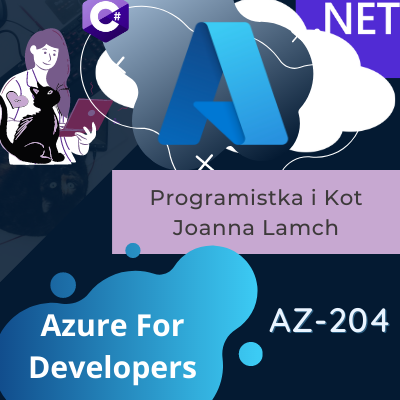 C#
.NET
Programistka i Kot
Joanna Lamch
Azure For
Developers
AZ-204